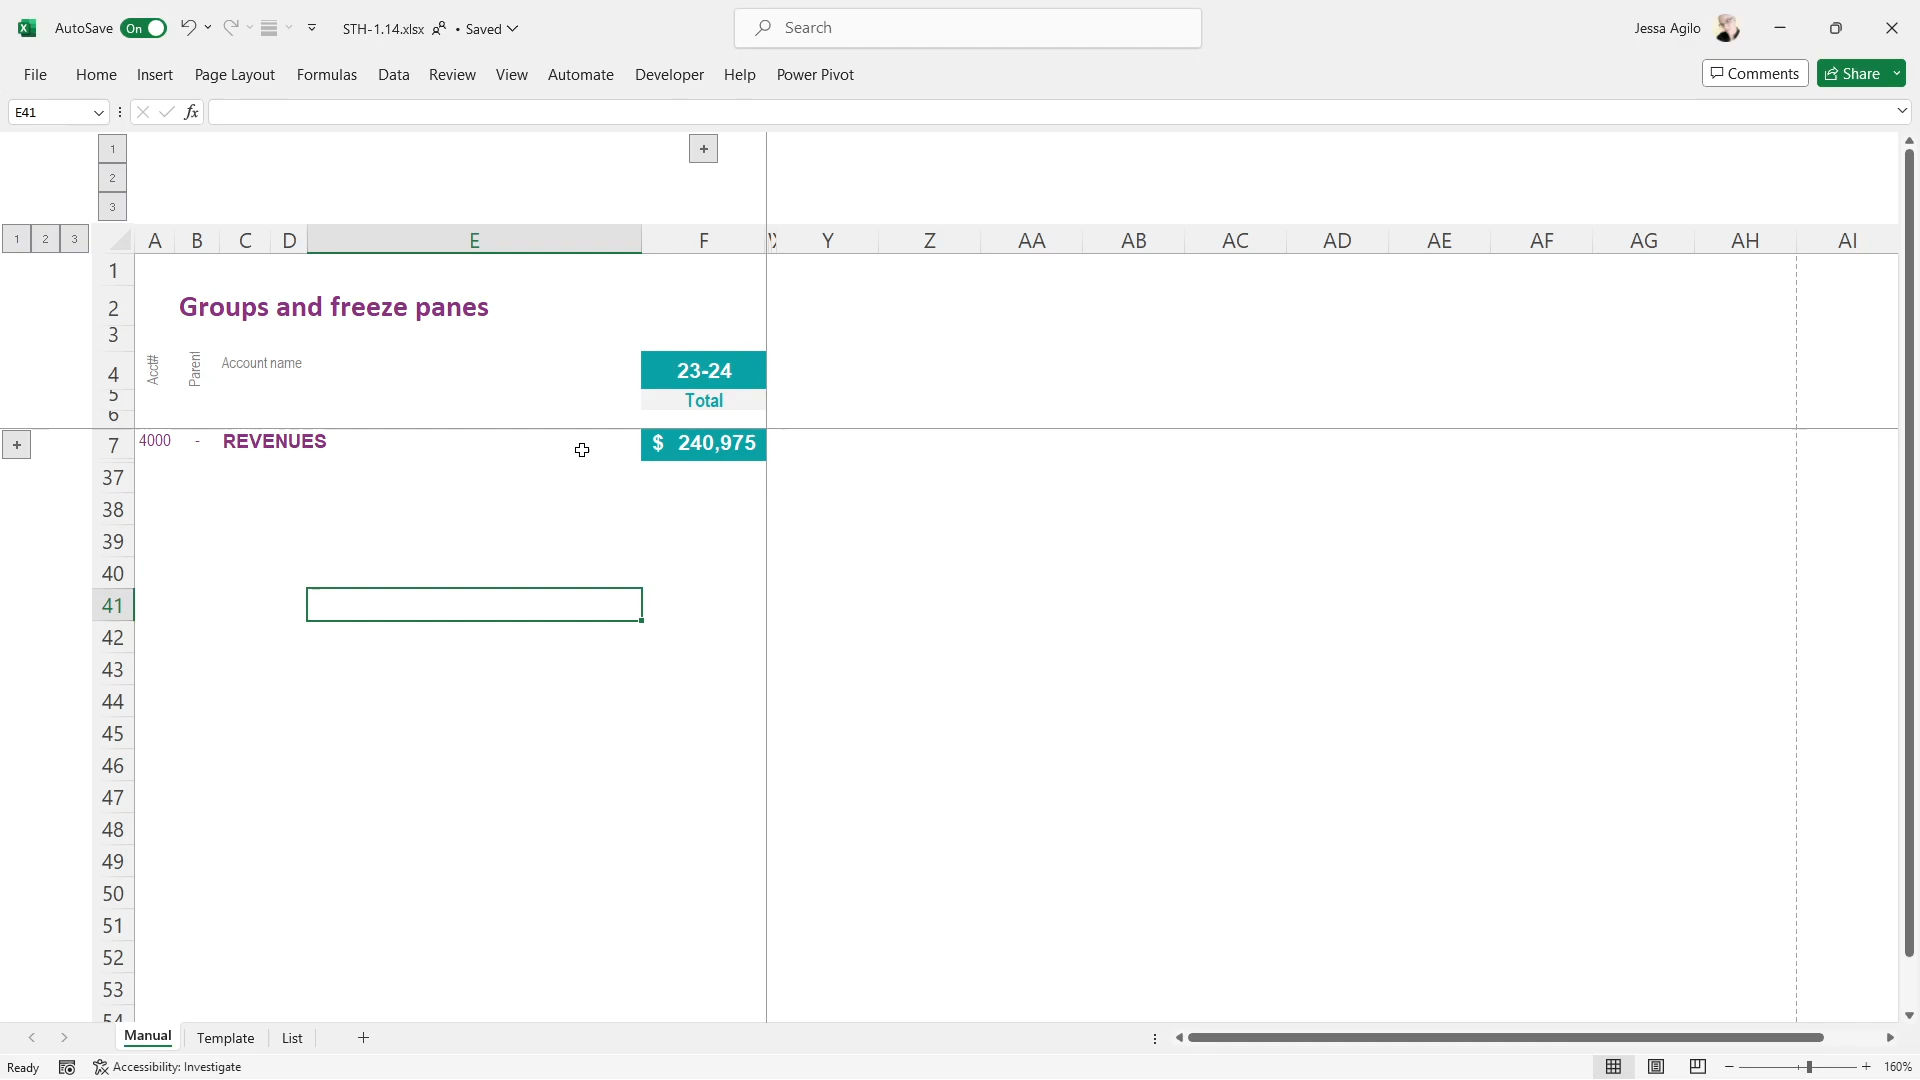 AutoSave On STH-1.14.xlsx • Saved Search Jessa Agilo
File Home Insert Page Layout Formulas Data Review View Automate Developer Help Power Pivot Comments Share
E41 fx
1 +
2
3
1 2 3 A B C D E F Y Z AA AB AC AD AE AF AG AH AI
1
2 Groups and freeze panes
3
4 Acct# Parent Account name 23-24
5 Total
6
+ 7 4000 - REVENUES $ 240,975
37
38
39
40
41
42
43
44
45
46
47
48
49
50
51
52
53
54
Manual Template List +
Ready Accessibility: Investigate 160%